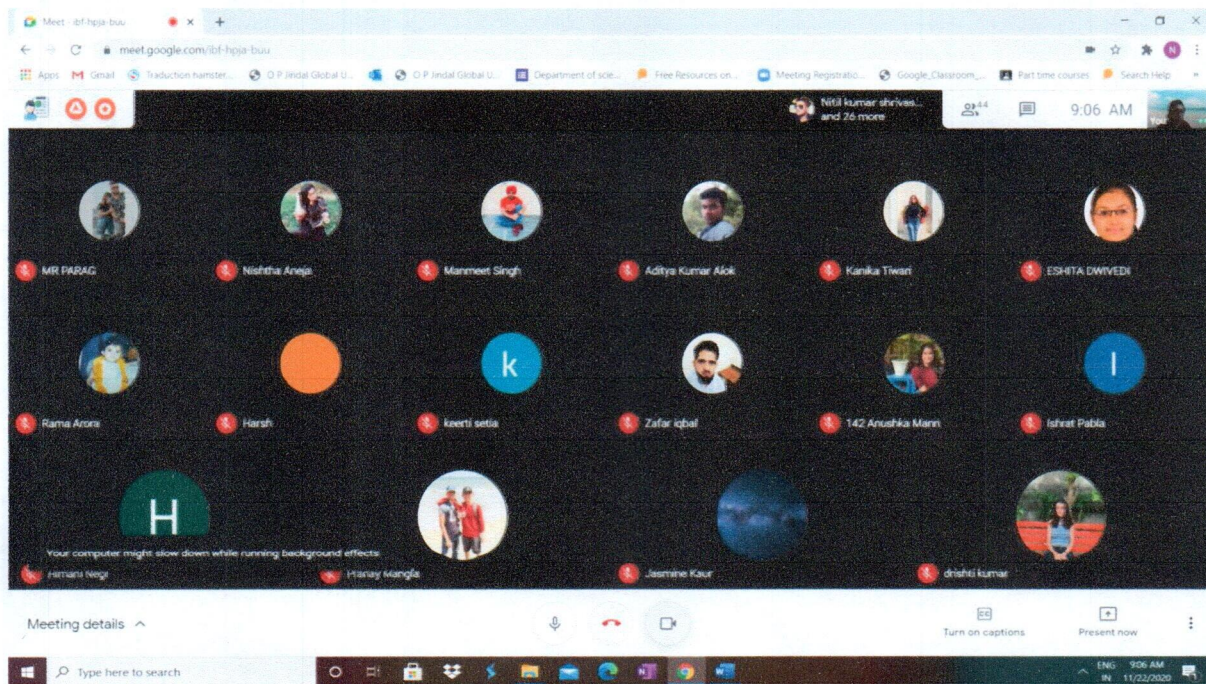 Meet - ibf-hpja-buu
meet.google.com/ibf-hpja-buu
N
Apps M Gmail Traduction hamster... O P Jindal Global U... O P Jindal Global U... Department of scie... Free Resources on... Meeting Registratio... Google_Classroom_... Part time courses Search Help »
Nitil kumar shrivas...
and 26 more
44 9:06 AM You
MR PARAG Nishtha Aneja Manmeet Singh Aditya Kumar Alok Kanika Tiwari ESHITA DWIVEDI
k I
Rama Arora Harsh keerti setia Zafar iqbal 142 Anushka Mann Ishrat Pabla
H
Your computer might slow down while running background effects
Himani Negi Pranay Mangla Jasmine Kaur drishti kumar
Meeting details
CC
Turn on captions Present now
Type here to search
ENG 9:06 AM
IN 11/22/2020